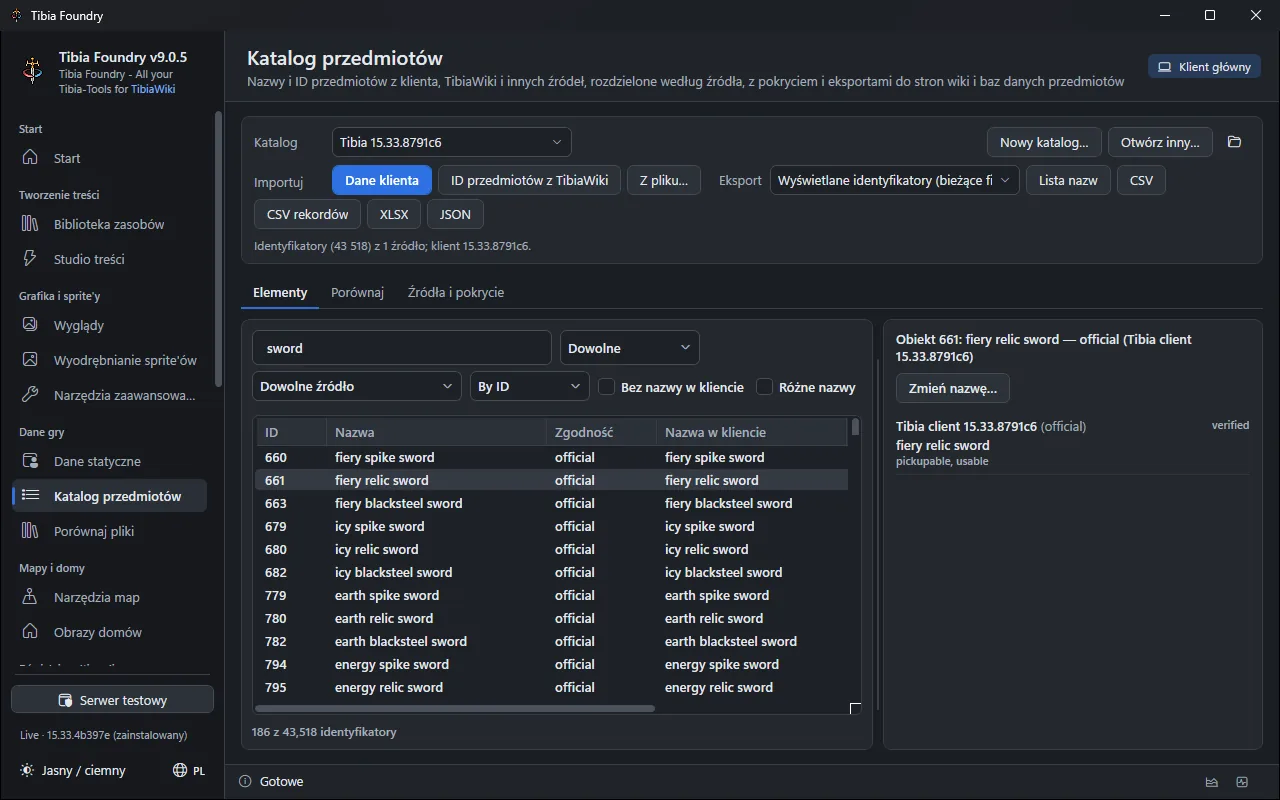 Tibia Foundry
Tibia Foundry v9.0.5
Tibia Foundry - All your
Tibia-Tools for TibiaWiki
Start
Start
Tworzenie treści
Biblioteka zasobów
Studio treści
Grafika i sprite'y
Wyglądy
Wyodrębnianie sprite'ów
Narzędzia zaawansowa...
Dane gry
Dane statyczne
Katalog przedmiotów
Porównaj pliki
Mapy i domy
Narzędzia map
Obrazy domów
Serwer testowy
Live · 15.33.4b397e (zainstalowany)
Jasny / ciemny
PL
Katalog przedmiotów
Nazwy i ID przedmiotów z klienta, TibiaWiki i innych źródeł, rozdzielone według źródła, z pokryciem i eksportami do stron wiki i baz danych przedmiotów
Klient główny
Katalog
Tibia 15.33.8791c6
Nowy katalog...
Otwórz inny...
Importuj
Dane klienta
ID przedmiotów z TibiaWiki
Z pliku...
Eksport
Wyświetlane identyfikatory (bieżące fi
Lista nazw
CSV
CSV rekordów
XLSX
JSON
Identyfikatory (43 518) z 1 źródło; klient 15.33.8791c6.
Elementy
Porównaj
Źródła i pokrycie
sword
Dowolne
Dowolne źródło
By ID
Bez nazwy w kliencie
Różne nazwy
ID Nazwa Zgodność Nazwa w kliencie
660 fiery spike sword official fiery spike sword
661 fiery relic sword official fiery relic sword
663 fiery blacksteel sword official fiery blacksteel sword
679 icy spike sword official icy spike sword
680 icy relic sword official icy relic sword
682 icy blacksteel sword official icy blacksteel sword
779 earth spike sword official earth spike sword
780 earth relic sword official earth relic sword
782 earth blacksteel sword official earth blacksteel sword
794 energy spike sword official energy spike sword
795 energy relic sword official energy relic sword
186 z 43,518 identyfikatory
Obiekt 661: fiery relic sword — official (Tibia client
15.33.8791c6)
Zmień nazwę...
Tibia client 15.33.8791c6 (official)
verified
fiery relic sword
pickupable, usable
Gotowe